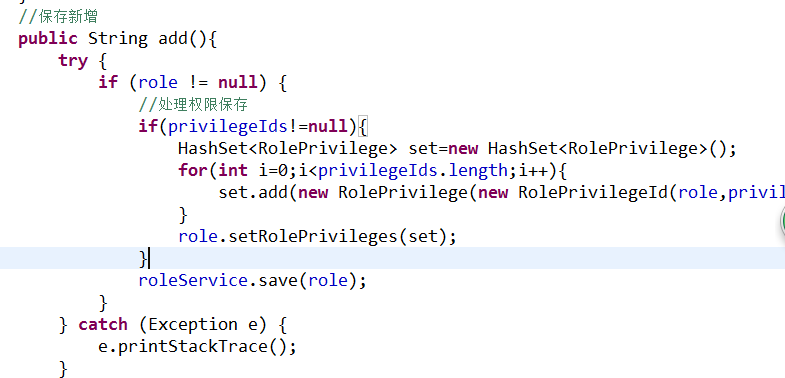 //保存新增
public String add(){
try {
if (role != null) {
//处理权限保存
if(privilegeIds!=null){
HashSet<RolePrivilege> set=new HashSet<RolePrivilege>();
for(int i=0;i<privilegeIds.length;i++){
set.add(new RolePrivilege(new RolePrivilegeId(role,privil
}
role.setRolePrivileges(set);
}
roleService.save(role);
}
} catch (Exception e) {
e.printStackTrace();
}